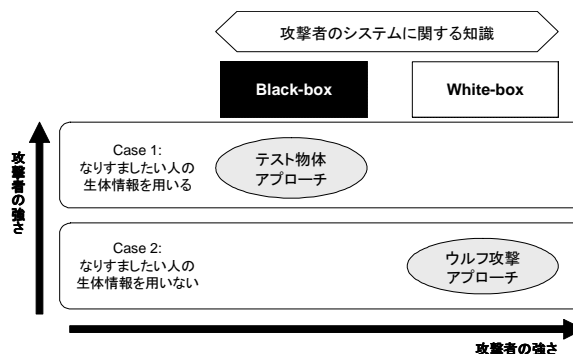 攻撃者のシステムに関する知識
Black-box
White-box
攻撃者の強さ
Case 1:
なりすましたい人の
生体情報を用いる
テスト物体
アプローチ
Case 2:
なりすましたい人の
生体情報を用いない
ウルフ攻撃
アプローチ
攻撃者の強さ